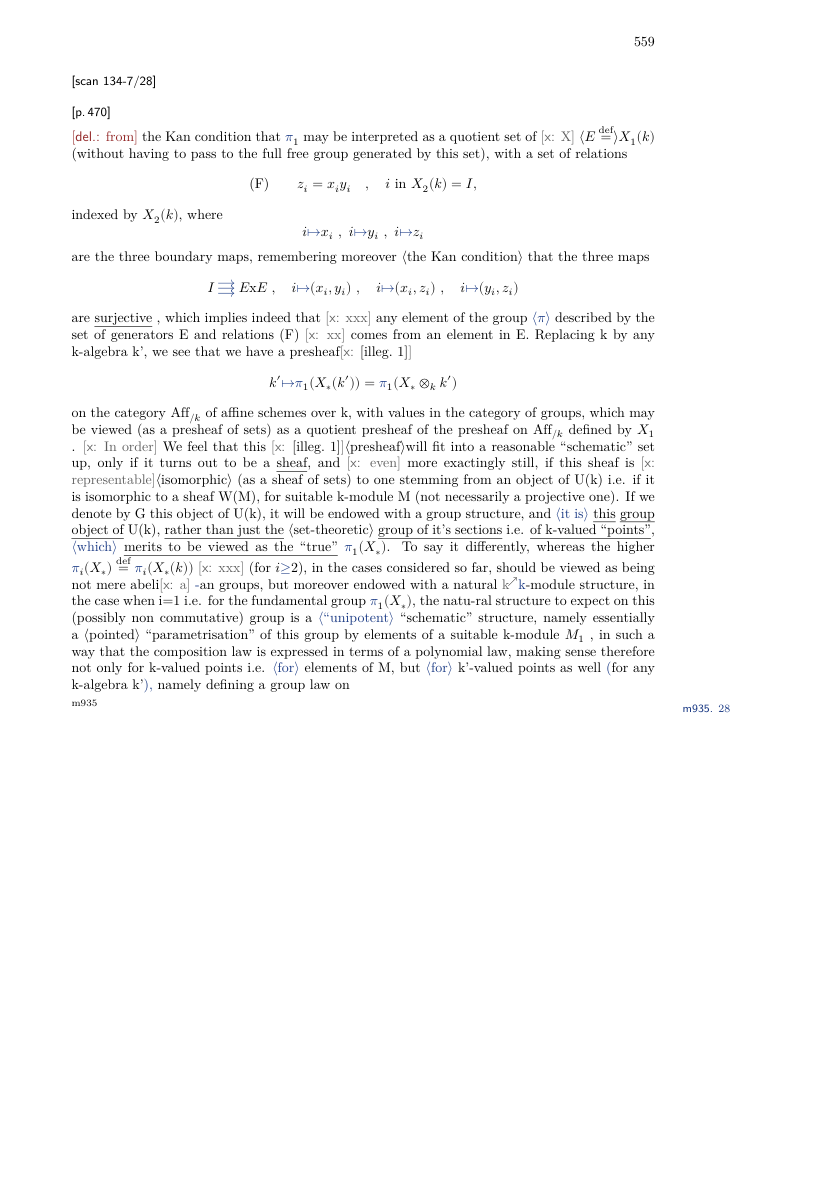 559
[scan 134-7/28]
[p. 470]
[del.: from] the Kan condition that π₁ may be interpreted as a quotient set of [x: X] ⟨E def= ⟩X₁(k)
(without having to pass to the full free group generated by this set), with a set of relations
(F) zᵢ = xᵢyᵢ , i in X₂(k) = I,
indexed by X₂(k), where
i↦xᵢ , i↦yᵢ , i↦zᵢ
are the three boundary maps, remembering moreover ⟨the Kan condition⟩ that the three maps
I ⇶ ExE , i↦(xᵢ, yᵢ) , i↦(xᵢ, zᵢ) , i↦(yᵢ, zᵢ)
are surjective , which implies indeed that [x: xxx] any element of the group ⟨π⟩ described by the
set of generators E and relations (F) [x: xx] comes from an element in E. Replacing k by any
k-algebra k’, we see that we have a presheaf[x: [illeg. 1]]
k′↦π₁(X∗(k′)) = π₁(X∗ ⊗ₖ k′)
on the category Aff/k of affine schemes over k, with values in the category of groups, which may
be viewed (as a presheaf of sets) as a quotient presheaf of the presheaf on Aff/k defined by X₁
. [x: In order] We feel that this [x: [illeg. 1]]⟨presheaf⟩will fit into a reasonable “schematic” set
up, only if it turns out to be a sheaf, and [x: even] more exactly still, if this sheaf is [x:
representable]⟨isomorphic⟩ (as a sheaf of sets) to one stemming from an object of U(k) i.e. if it
is isomorphic to a sheaf W(M), for suitable k-module M (not necessarily a projective one). If we
denote by G this object of U(k), it will be endowed with a group structure, and ⟨it is⟩ this group
object of U(k), rather than just the ⟨set-theoretic⟩ group of it’s sections i.e. of k-valued “points”,
⟨which⟩ merits to be viewed as the “true” π₁(X∗). To say it differently, whereas the higher
πᵢ(X∗) def= πᵢ(X∗(k)) [x: xxx] (for i≥2), in the cases considered so far, should be viewed as being
not mere abeli[x: a] -an groups, but moreover endowed with a natural k↗k-module structure, in
the case when i=1 i.e. for the fundamental group π₁(X∗), the natu-ral structure to expect on this
(possibly non commutative) group is a ⟨“unipotent⟩ “schematic” structure, namely essentially
a ⟨pointed⟩ “parametrisation” of this group by elements of a suitable k-module M₁ , in such a
way that the composition law is expressed in terms of a polynomial law, making sense therefore
not only for k-valued points i.e. ⟨for⟩ elements of M, but ⟨for⟩ k’-valued points as well (for any
k-algebra k’), namely defining a group law on
m935
m935. 28